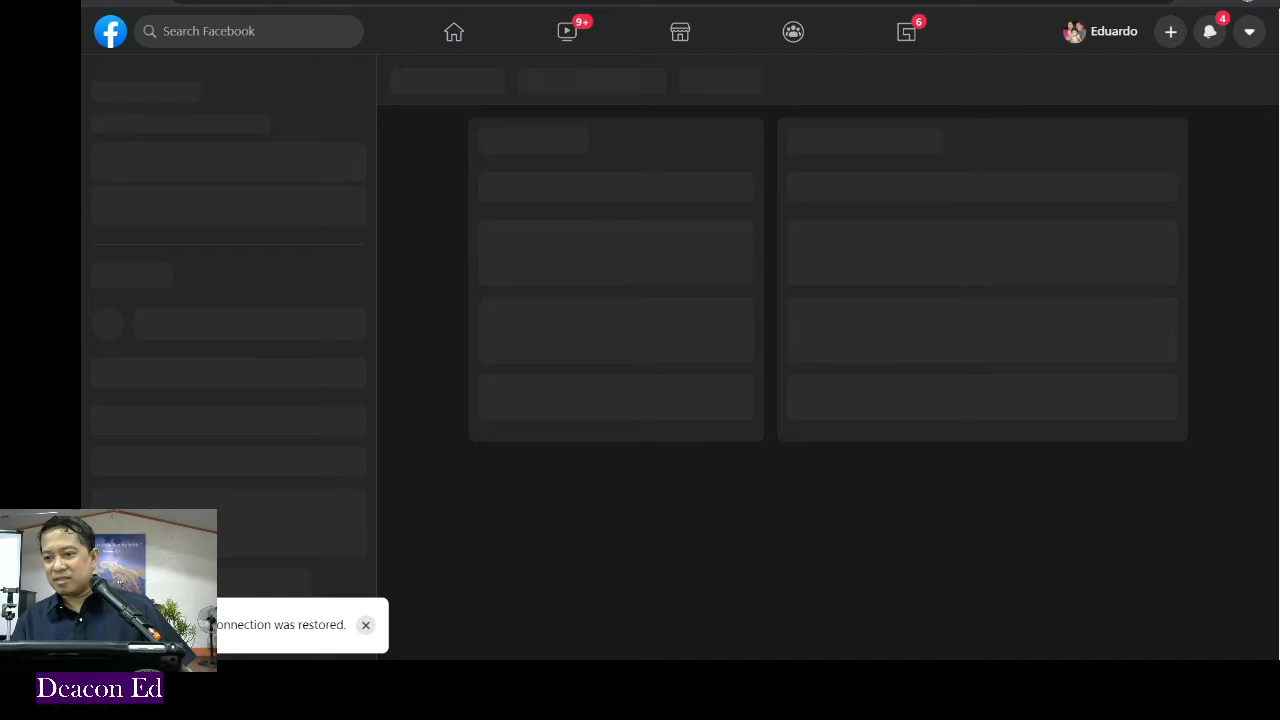 Search Facebook
9+
6
Eduardo
4
onnection was restored.
Deacon Ed